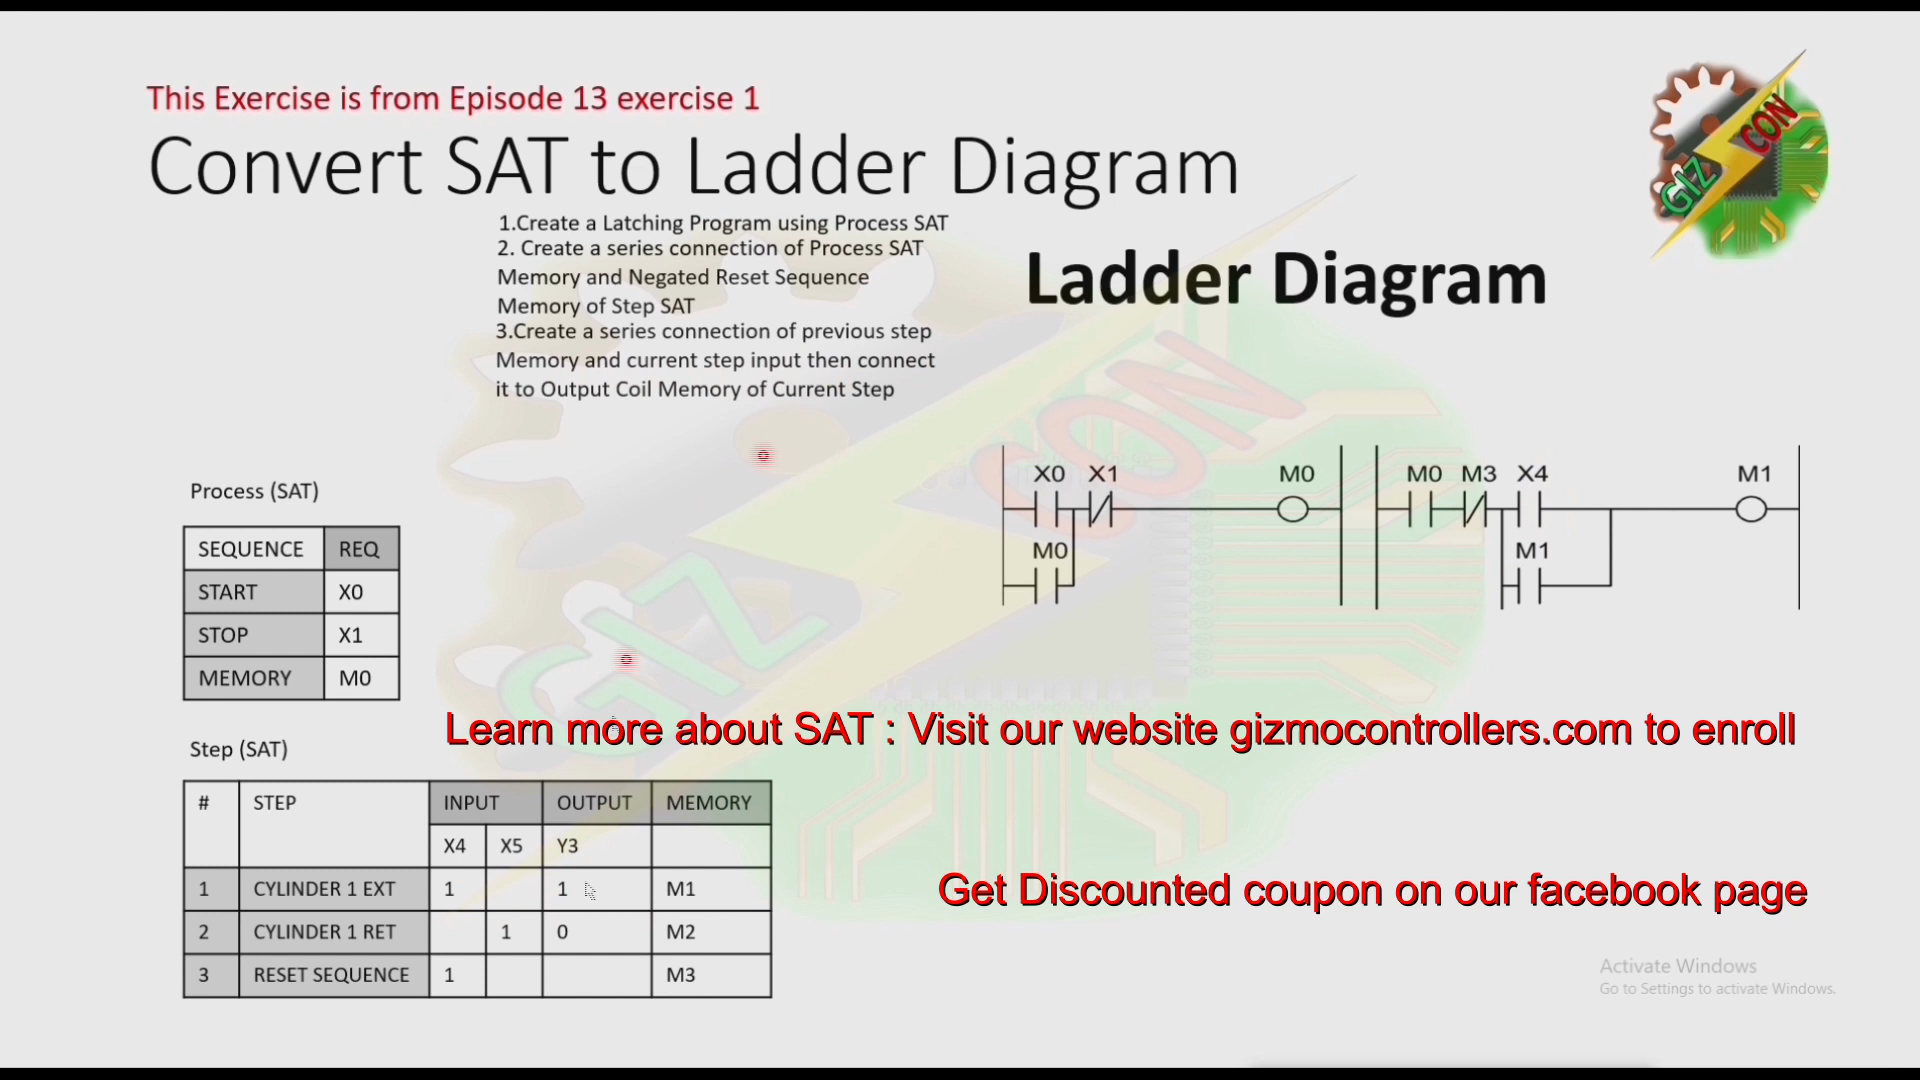 This Exercise is from Episode 13 exercise 1
Convert SAT to Ladder Diagram
GIZ CON
1.Create a Latching Program using Process SAT
2. Create a series connection of Process SAT
Memory and Negated Reset Sequence
Memory of Step SAT
3.Create a series connection of previous step
Memory and current step input then connect
it to Output Coil Memory of Current Step
Ladder Diagram
X0 X1 M0
M0
M0 M3 X4 M1
M1
GIZ CON
Process (SAT)
SEQUENCE REQ
START X0
STOP X1
MEMORY M0
Learn more about SAT : Visit our website gizmocontrollers.com to enroll
Step (SAT)
# STEP INPUT OUTPUT MEMORY
X4 X5 Y3
1 CYLINDER 1 EXT 1 1 M1
2 CYLINDER 1 RET 1 0 M2
3 RESET SEQUENCE 1 M3
Get Discounted coupon on our facebook page
Activate Windows
Go to Settings to activate Windows.